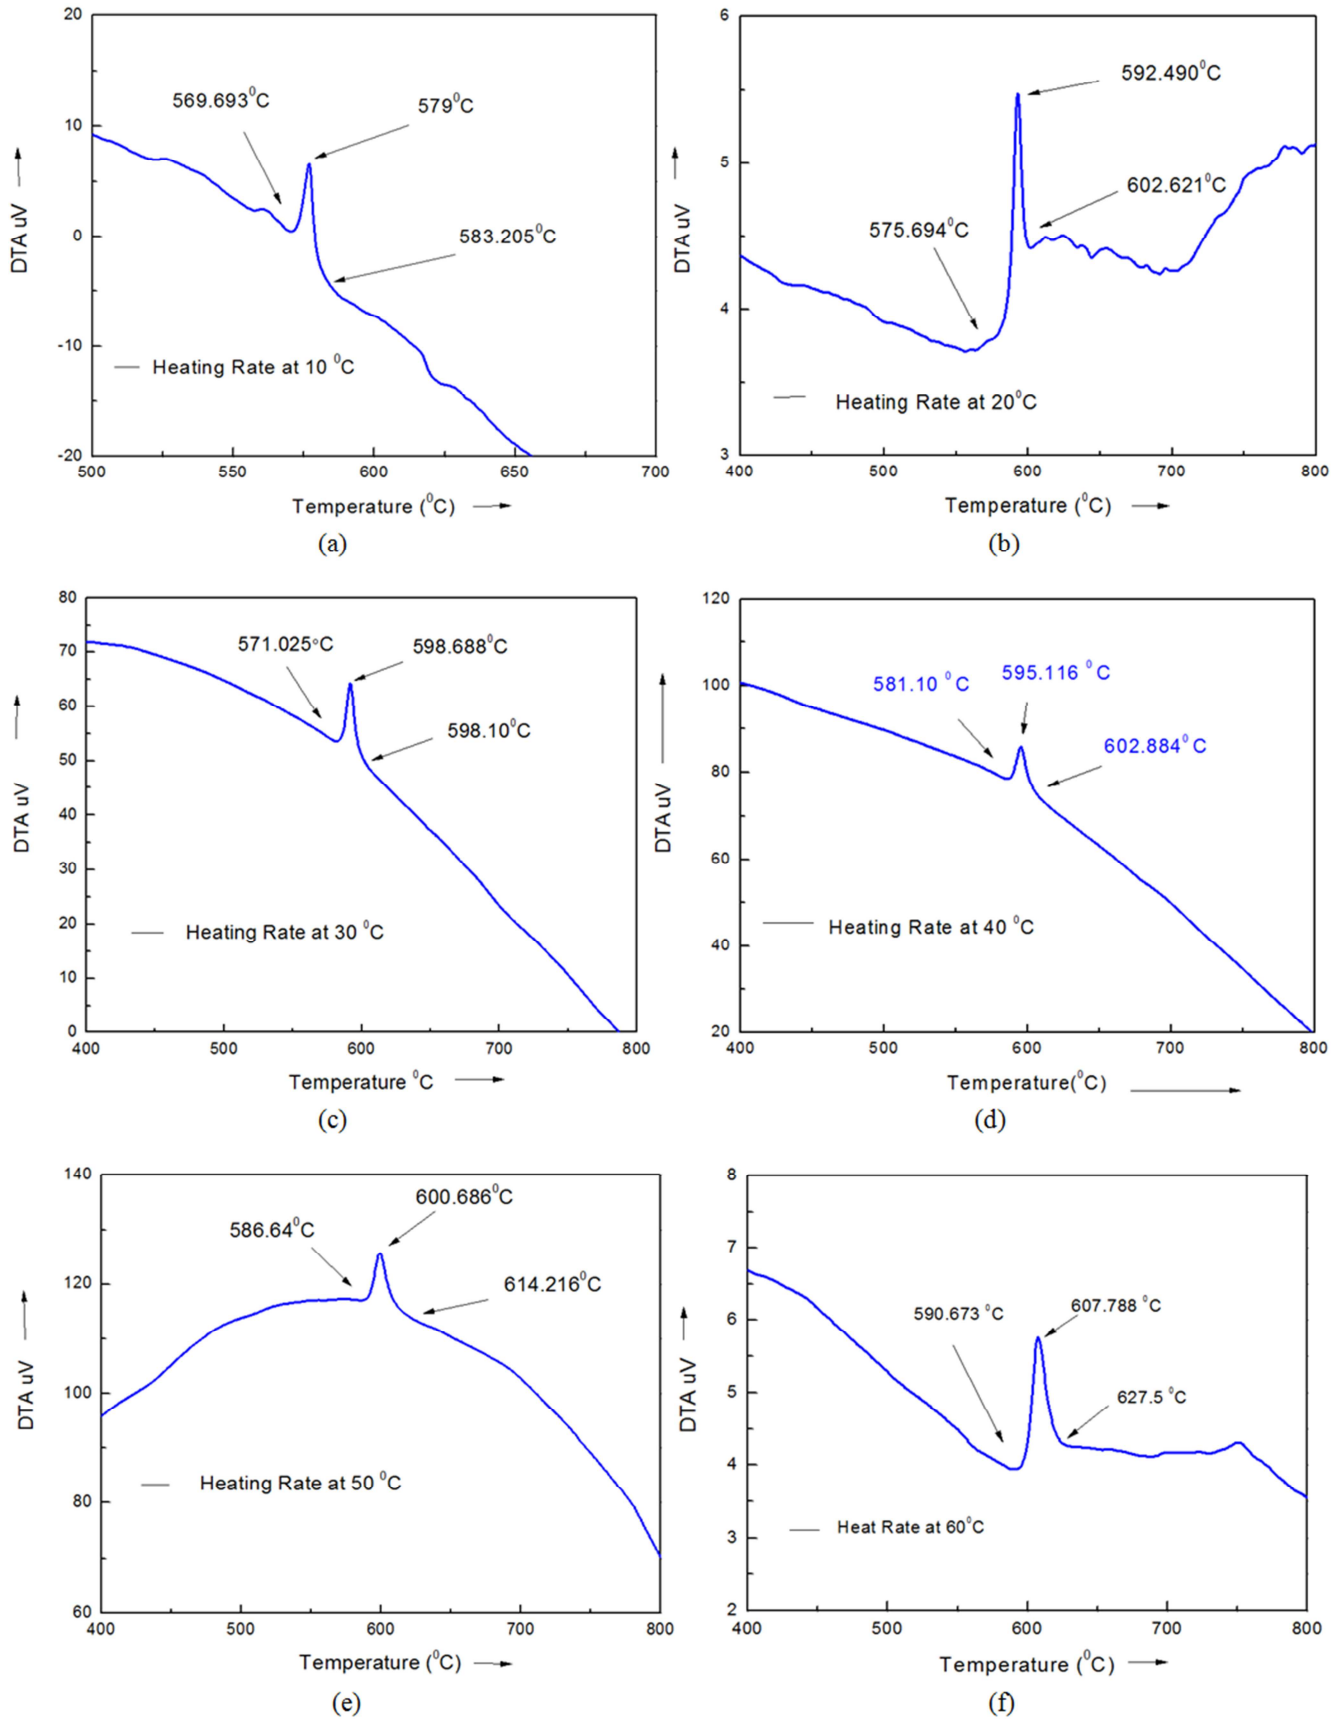 20
10
0
-10
-20
500
550
600
650
700
DTA uV
569.693⁰C
579⁰C
583.205⁰C
Heating Rate at 10 ⁰C
Temperature (⁰C)
(a)
6
5
4
3
400
500
600
700
800
DTA uV
592.490⁰C
602.621⁰C
575.694⁰C
Heating Rate at 20⁰C
Temperature (⁰C)
(b)
80
70
60
50
40
30
20
10
0
400
500
600
700
800
DTA uV
571.025°C
598.688⁰C
598.10⁰C
Heating Rate at 30 ⁰C
Temperature ⁰C
(c)
120
100
80
60
40
20
400
500
600
700
800
DTA uV
581.10 ⁰C
595.116 ⁰C
602.884⁰C
Heating Rate at 40 ⁰C
Temperature(⁰C)
(d)
140
120
100
80
60
400
500
600
700
800
DTA uV
600.686⁰C
586.64⁰C
614.216⁰C
Heating Rate at 50 ⁰C
Temperature (⁰C)
(e)
8
7
6
5
4
3
2
400
500
600
700
800
DTA uV
590.673 ⁰C
607.788 ⁰C
627.5 ⁰C
Heat Rate at 60⁰C
Temperature (⁰C)
(f)